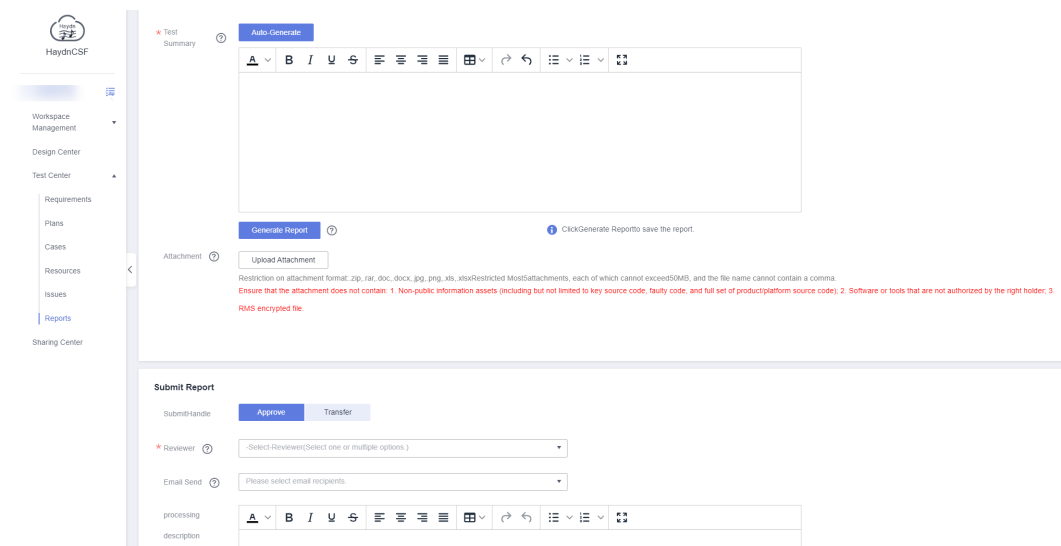 Haydn
HaydnCSF
Workspace
Management
Design Center
Test Center
Requirements
Plans
Cases
Resources
Issues
Reports
Sharing Center
* Test
Summary
Auto-Generate
A B I U S
Generate Report
ClickGenerate Reportto save the report.
Attachment
Upload Attachment
Restriction on attachment format:.zip,.rar,.doc,.docx,.jpg,.png,.xls,.xlsxRestricted Most5attachments, each of which cannot exceed50MB, and the file name cannot contain a comma.
Ensure that the attachment does not contain: 1. Non-public information assets (including but not limited to key source code, faulty code, and full set of product/platform source code); 2. Software or tools that are not authorized by the right holder; 3.
RMS encrypted file.
Submit Report
SubmitHandle
Approve Transfer
* Reviewer
-Select-Reviewer(Select one or multiple options.)
Email Send
Please select email recipients.
processing
description
A B I U S